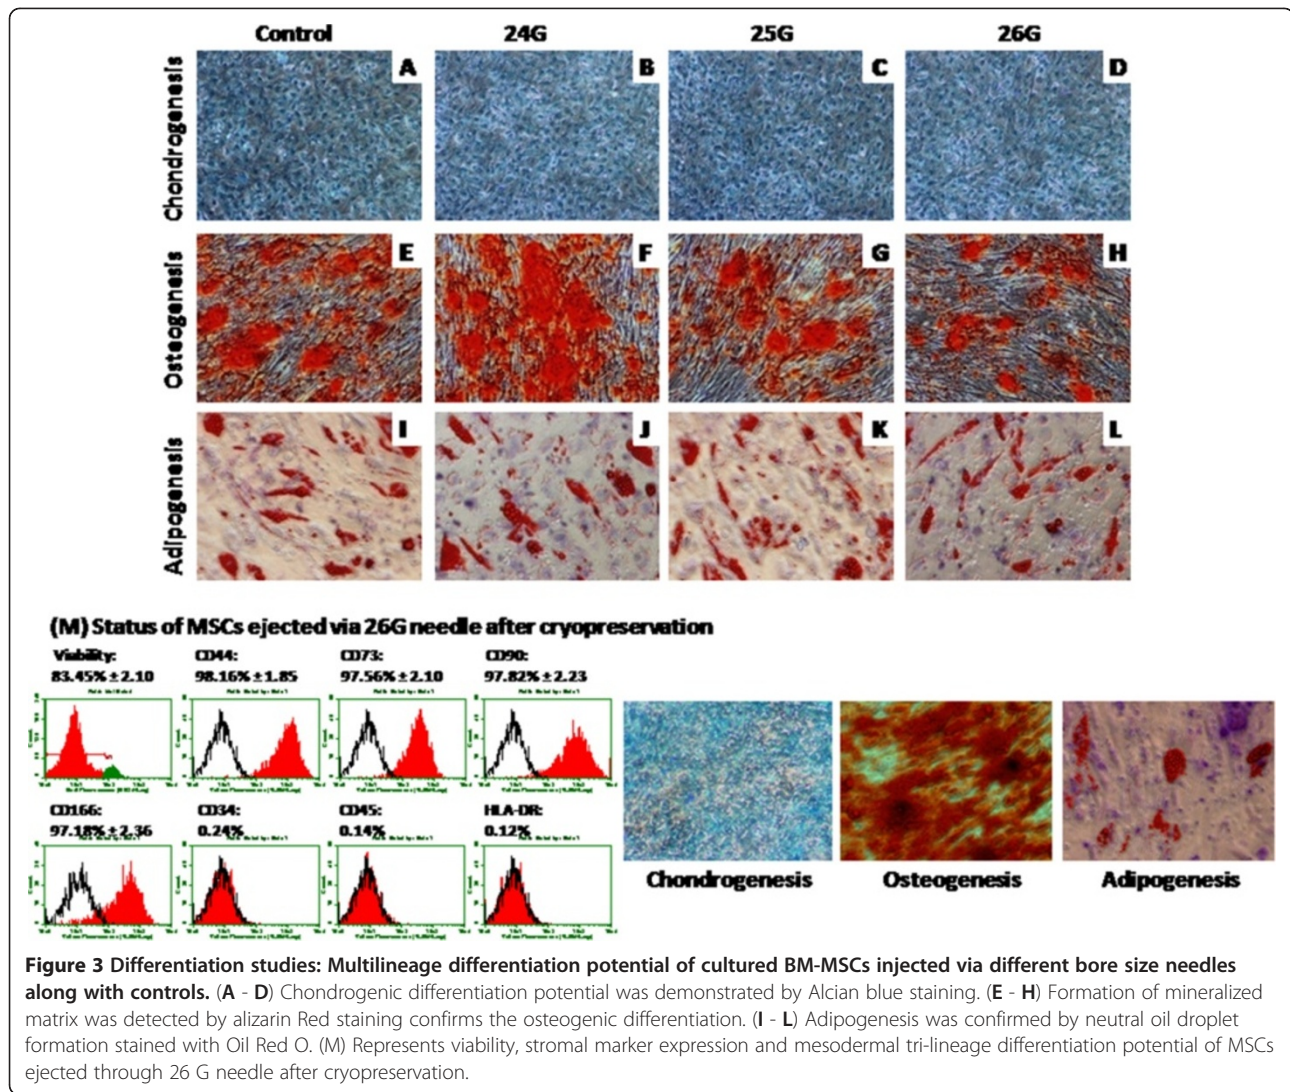 Control 24G 25G 26G
Chondrogenesis
A B C D
Osteogenesis
E F G H
Adipogenesis
I J K L
(M) Status of MSCs ejected via 26G needle after cryopreservation
Viability: CD44: CD73: CD90:
83.45% ± 2.10 98.16% ± 1.85 97.56% ± 2.10 97.82% ± 2.23
CD166: CD34: CD45: HLA-DR:
97.18% ± 2.36 0.24% 0.14% 0.12%
Chondrogenesis Osteogenesis Adipogenesis
Figure 3 Differentiation studies: Multilineage differentiation potential of cultured BM-MSCs injected via different bore size needles
along with controls. (A - D) Chondrogenic differentiation potential was demonstrated by Alcian blue staining. (E - H) Formation of mineralized
matrix was detected by alizarin Red staining confirms the osteogenic differentiation. (I - L) Adipogenesis was confirmed by neutral oil droplet
formation stained with Oil Red O. (M) Represents viability, stromal marker expression and mesodermal tri-lineage differentiation potential of MSCs
ejected through 26 G needle after cryopreservation.